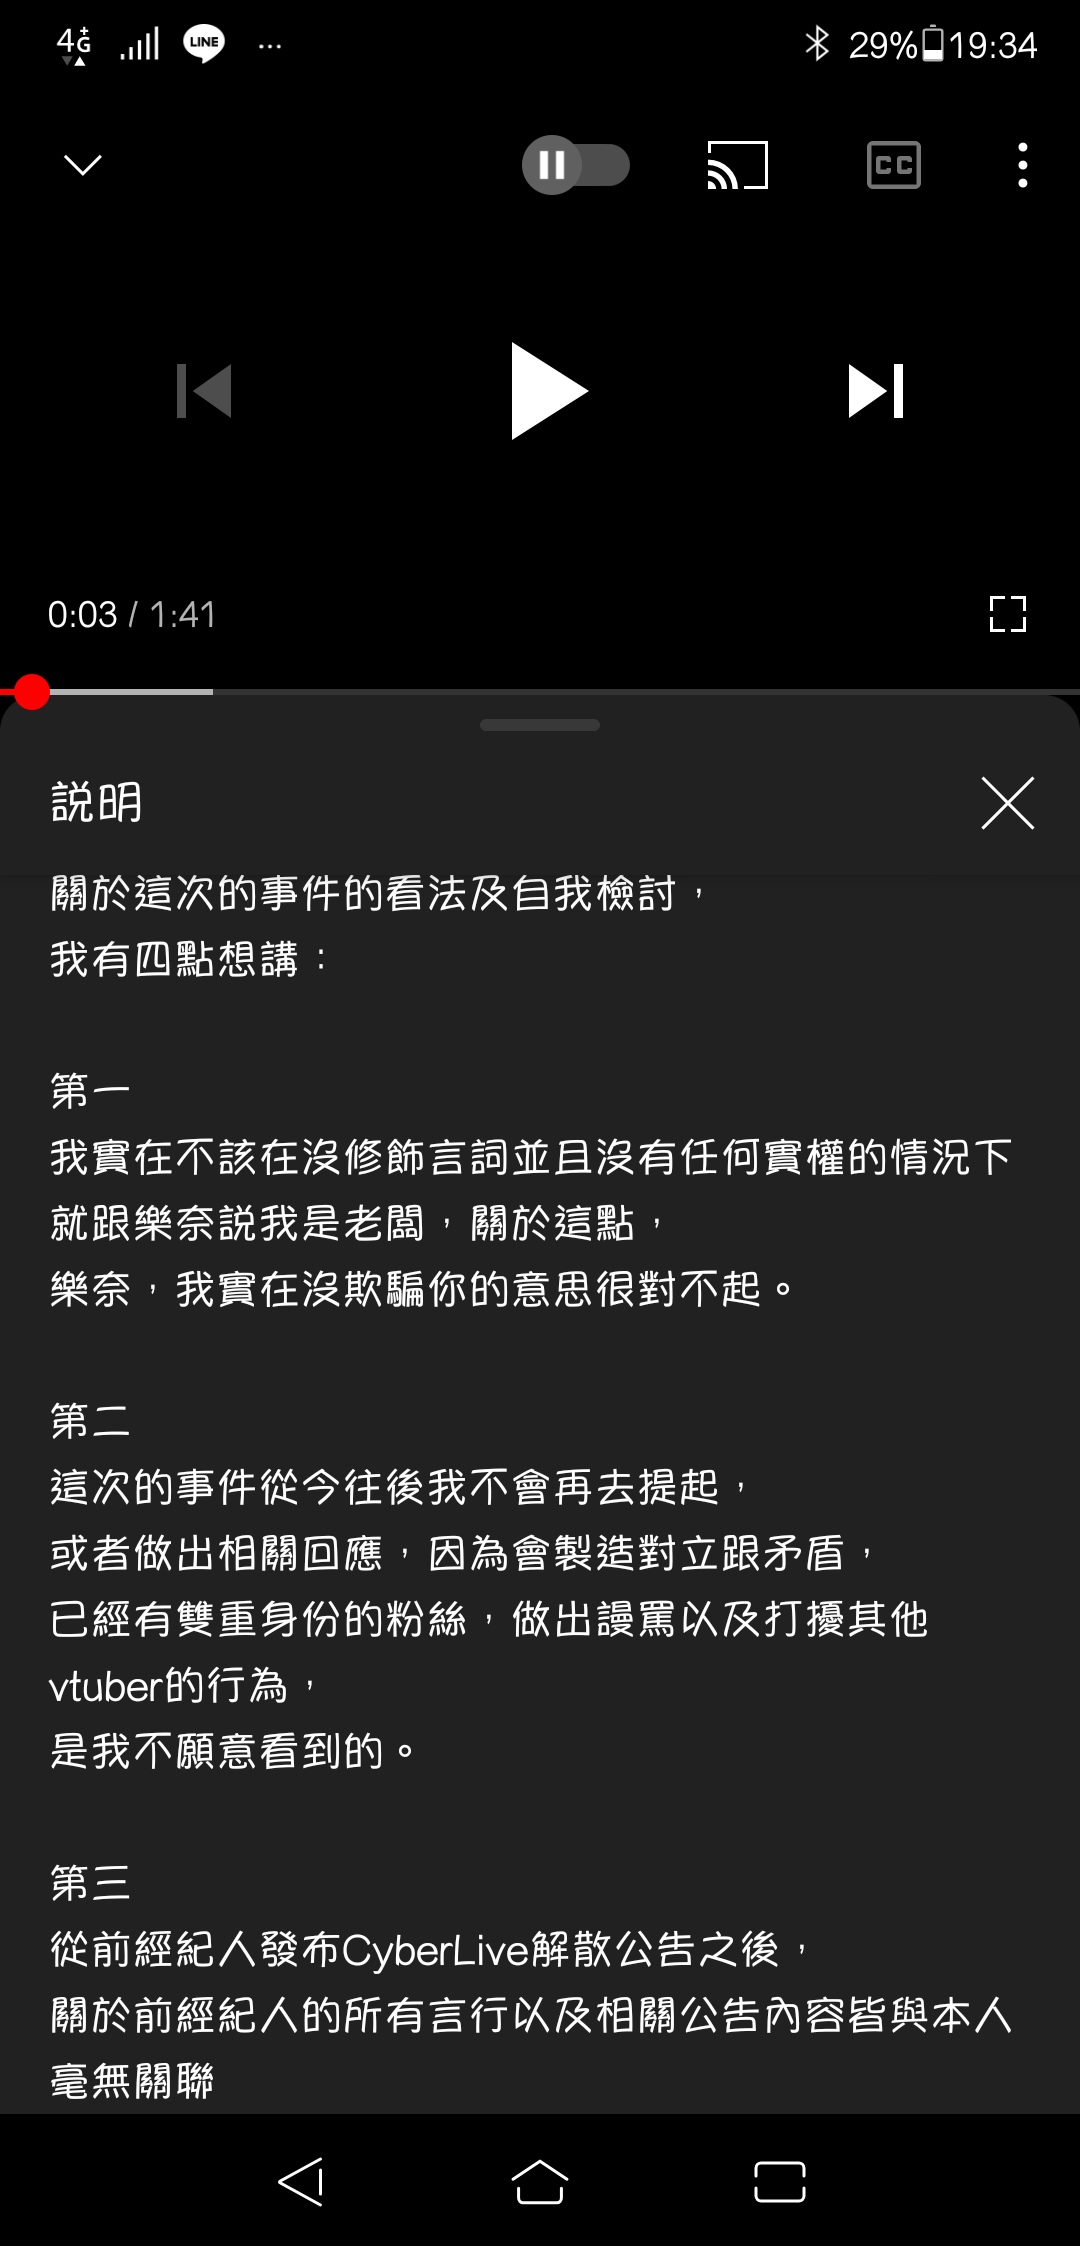 4G+ LINE ... 29% 19:34
CC
0:03 / 1:41
說明
關於這次的事件的看法及自我檢討，
我有四點想講：
第一
我實在不該在沒修飾言詞並且沒有任何實權的情況下
就跟樂奈說我是老闆，關於這點，
樂奈，我實在沒欺騙你的意思很對不起。
第二
這次的事件從今往後我不會再去提起，
或者做出相關回應，因為會製造對立跟矛盾，
已經有雙重身份的粉絲，做出謾罵以及打擾其他
vtuber的行為，
是我不願意看到的。
第三
從前經紀人發布CyberLive解散公告之後，
關於前經紀人的所有言行以及相關公告內容皆與本人
毫無關聯